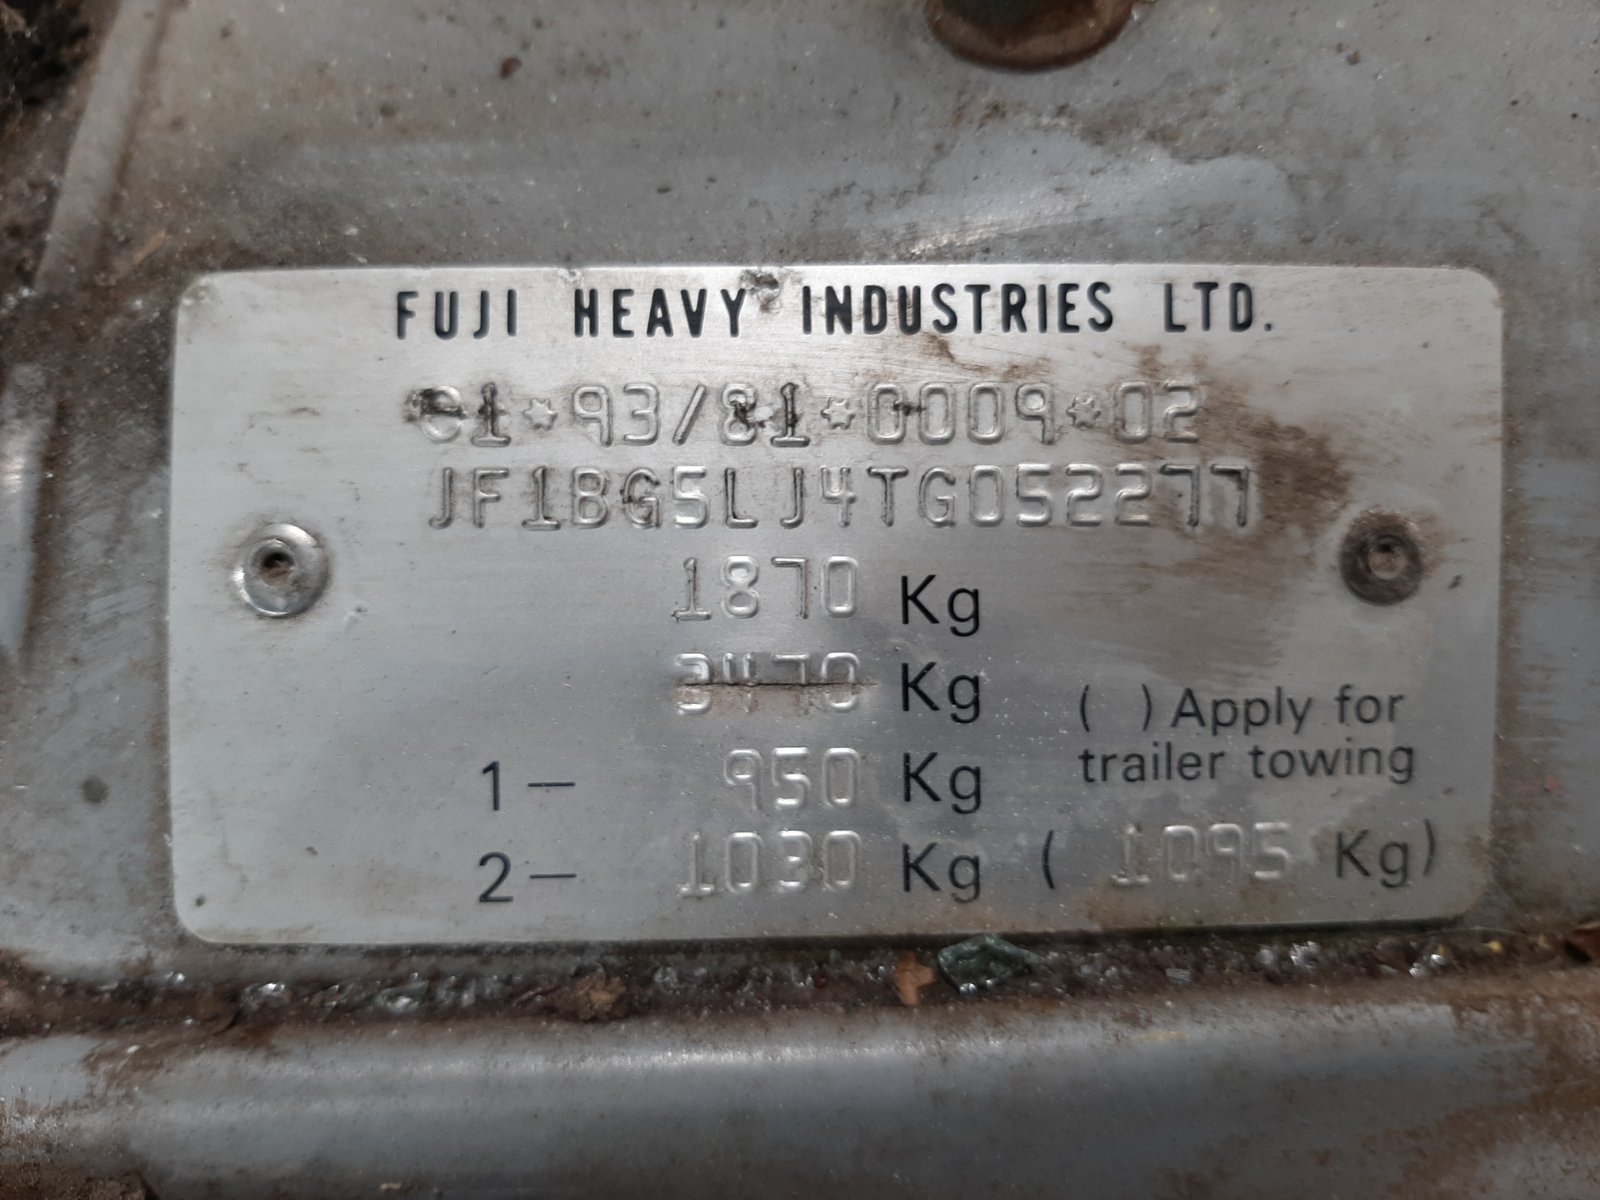 FUJI HEAVY INDUSTRIES LTD.
e1*93/81*0009*02
JF1BG5LJ4TG052277
1870 Kg
3470 Kg
( ) Apply for
trailer towing
1— 950 Kg
2— 1030 Kg ( 1095 Kg)